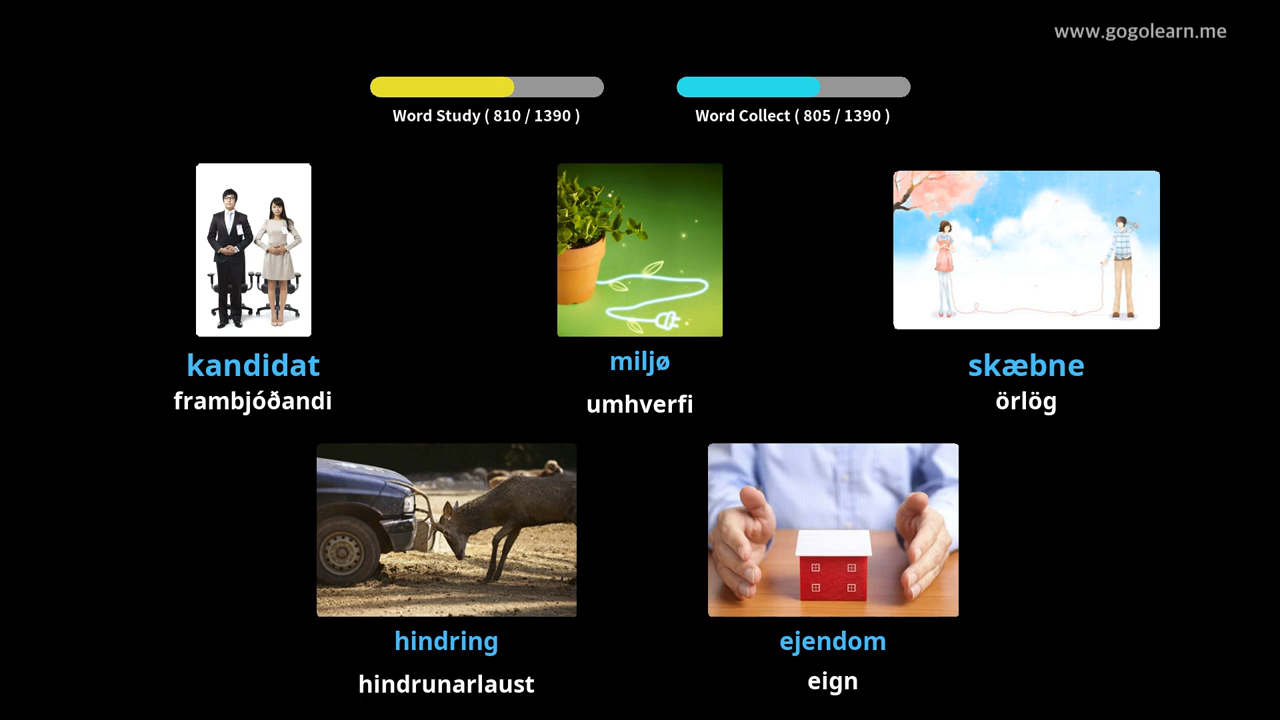 www.gogolearn.me
Word Study ( 810 / 1390 )
Word Collect ( 805 / 1390 )
kandidat
frambjóðandi
miljø
umhverfi
skæbne
örlög
hindring
hindrunarlaust
ejendom
eign